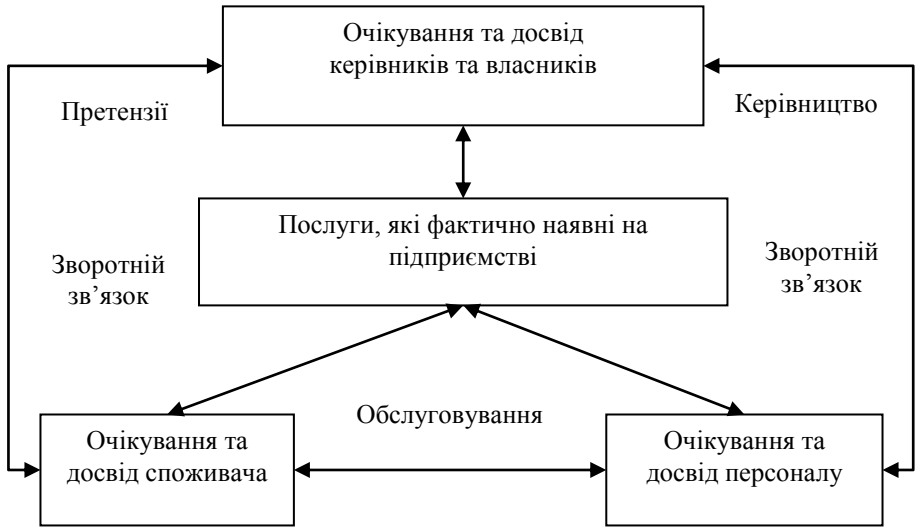 Очікування та досвід
керівників та власників
Претензії
Керівництво
Послуги, які фактично наявні на
підприємстві
Зворотній
зв’язок
Зворотній
зв’язок
Обслуговування
Очікування та
досвід споживача
Очікування та
досвід персоналу